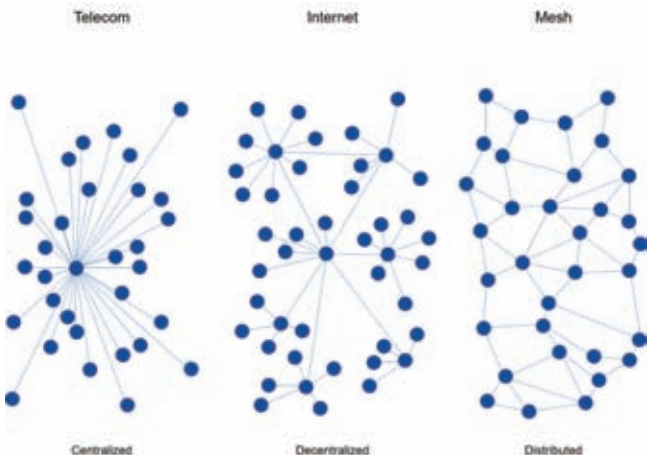 Telecom
Internet
Mesh
Centralized
Decentralized
Distributed